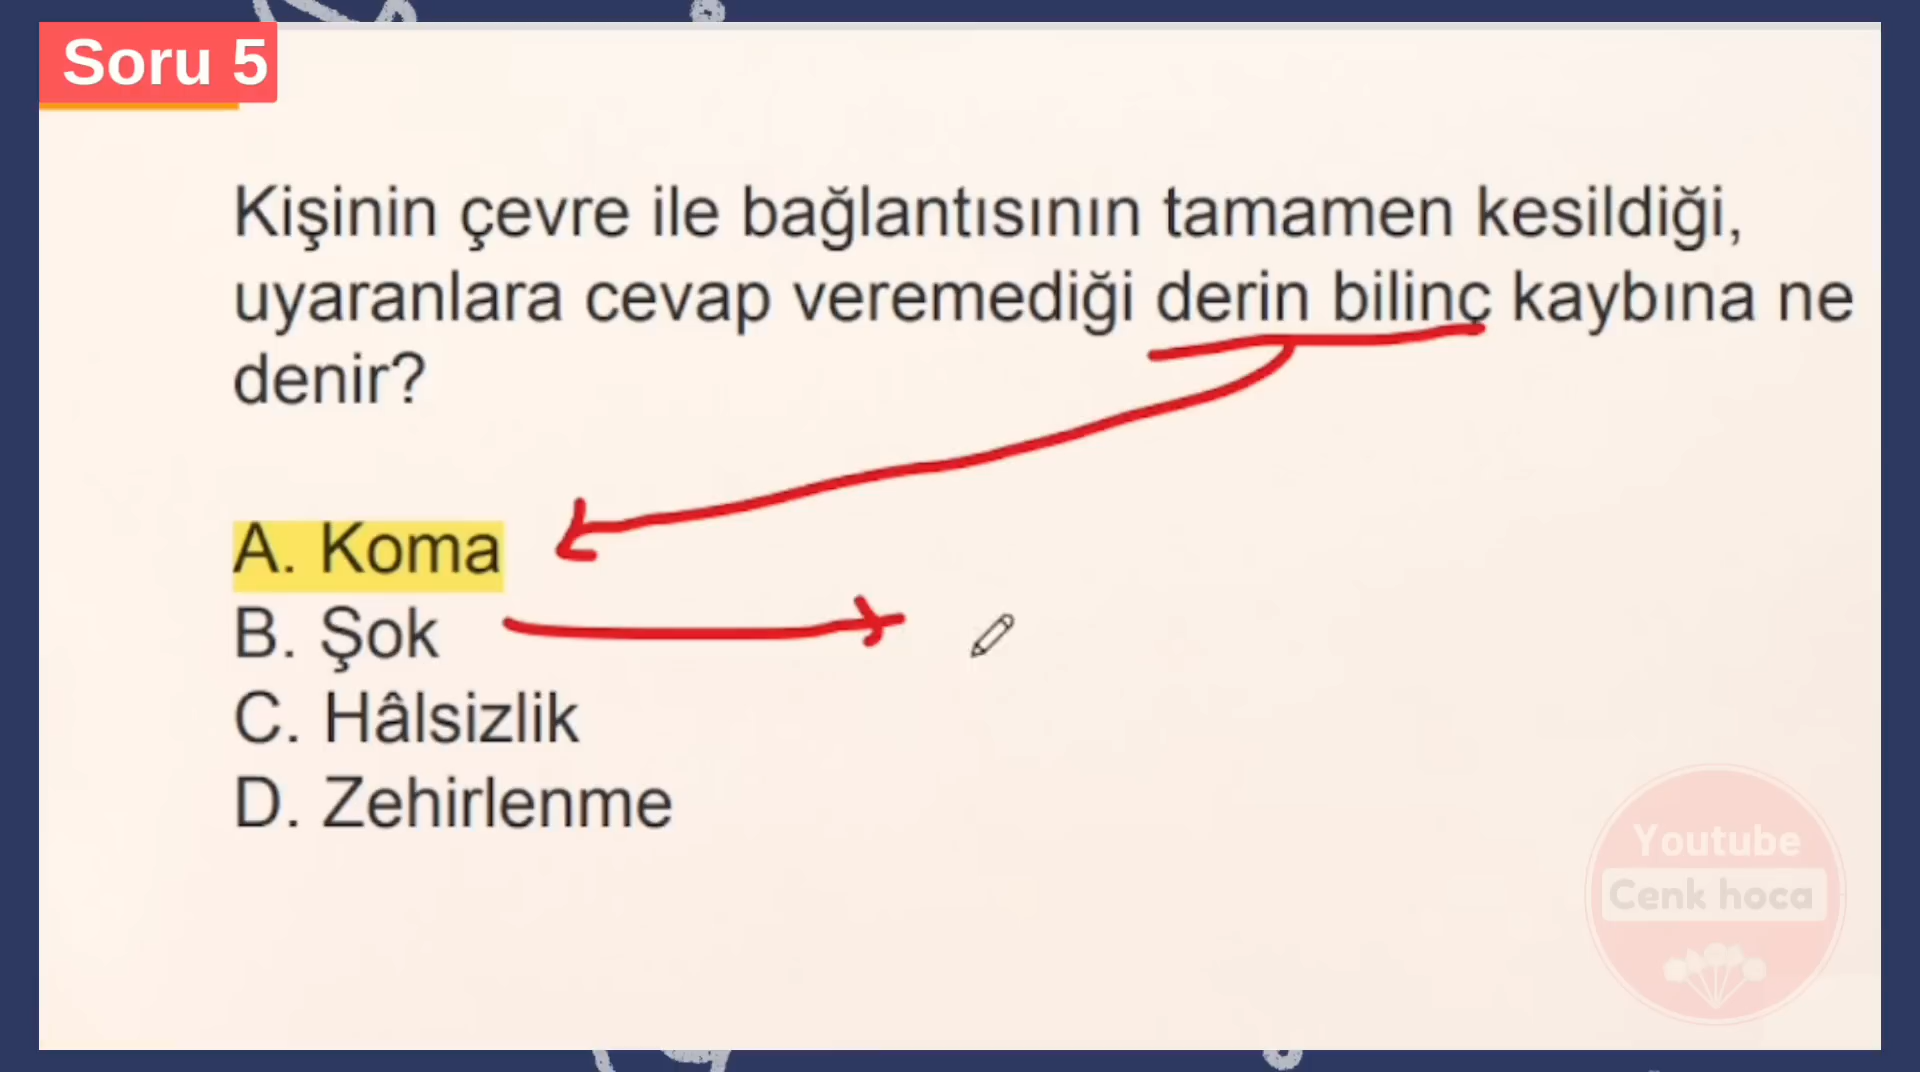 Soru 5
Kişinin çevre ile bağlantısının tamamen kesildiği,
uyaranlara cevap veremediği derin bilinç kaybına ne
denir?
A. Koma
B. Şok
C. Hâlsizlik
D. Zehirlenme
Youtube
Cenk hoca